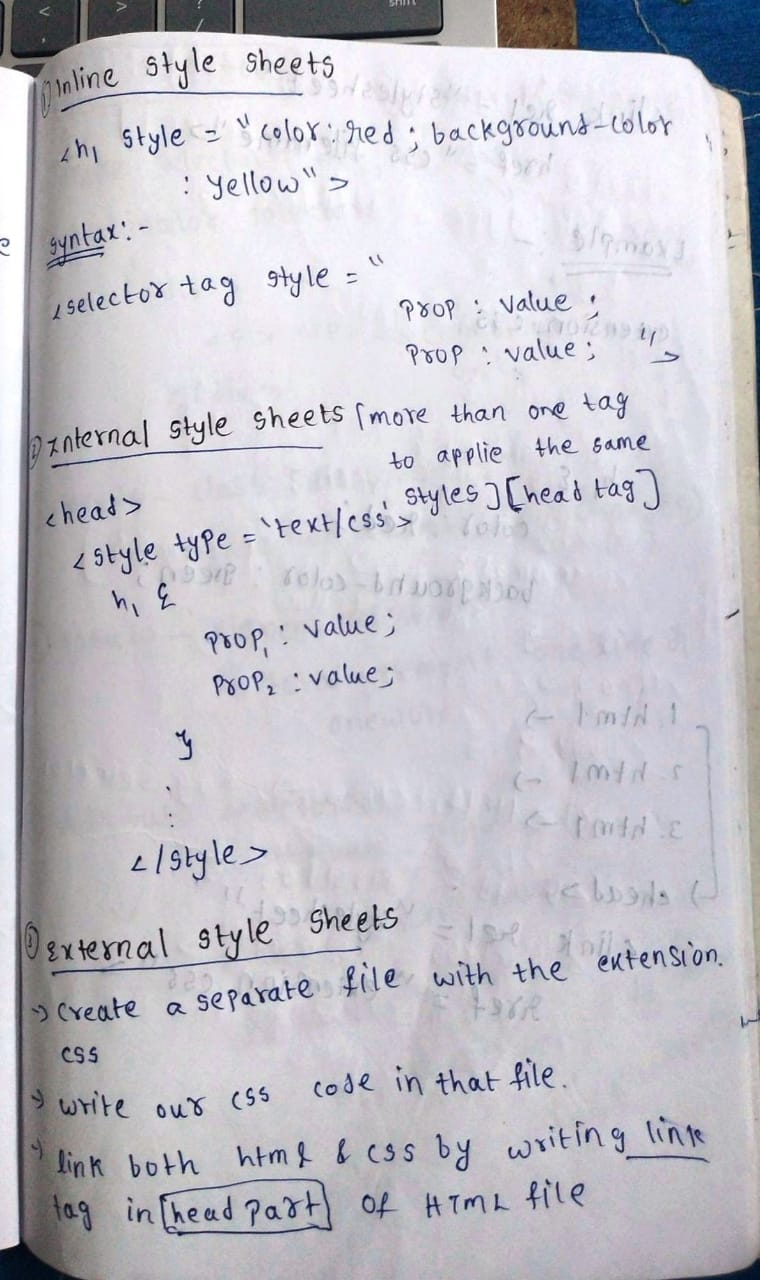 ① Inline style sheets
<h1 style = "color : red ; background-color
: yellow" >
syntax:-
<selector tag style = "
prop : value ;
prop : value ; ">
② Internal style sheets [more than one tag
to applie the same
styles] [head tag]
<head>
<style type = 'text/css'>
h1 {
prop1 : value ;
prop2 : value ;
}
:
</style>
③ External style sheets
→ create a separate file with the extension.
css
→ write our css code in that file.
→ link both html & css by writing link
tag in head part of HTML file